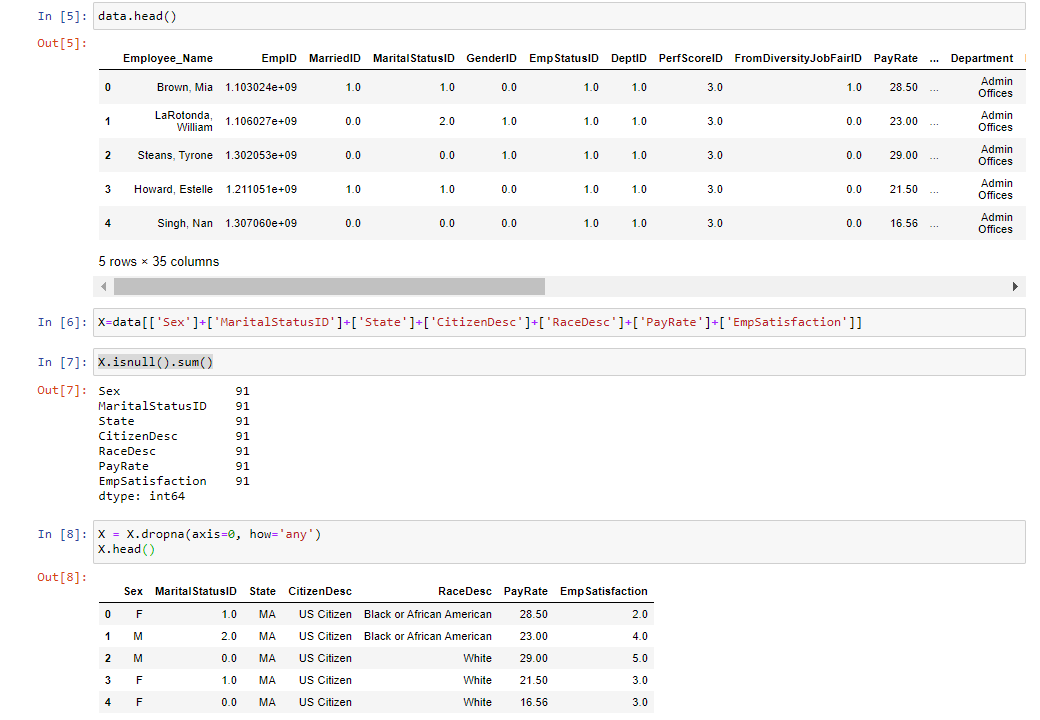 In [5]: data.head()
Out[5]:
Employee_Name EmpID MarriedID MaritalStatusID GenderID EmpStatusID DeptID PerfScoreID FromDiversityJobFairID PayRate ... Department
0 Brown, Mia 1.103024e+09 1.0 1.0 0.0 1.0 1.0 3.0 1.0 28.50 ... Admin Offices
1 LaRotonda, William 1.106027e+09 0.0 2.0 1.0 1.0 1.0 3.0 0.0 23.00 ... Admin Offices
2 Steans, Tyrone 1.302053e+09 0.0 0.0 1.0 1.0 1.0 3.0 0.0 29.00 ... Admin Offices
3 Howard, Estelle 1.211051e+09 1.0 1.0 0.0 1.0 1.0 3.0 0.0 21.50 ... Admin Offices
4 Singh, Nan 1.307060e+09 0.0 0.0 0.0 1.0 1.0 3.0 0.0 16.56 ... Admin Offices
5 rows × 35 columns
In [6]: X=data[['Sex']+['MaritalStatusID']+['State']+['CitizenDesc']+['RaceDesc']+['PayRate']+['EmpSatisfaction']]
In [7]: X.isnull().sum()
Out[7]: Sex 91
MaritalStatusID 91
State 91
CitizenDesc 91
RaceDesc 91
PayRate 91
EmpSatisfaction 91
dtype: int64
In [8]: X = X.dropna(axis=0, how='any')
X.head()
Out[8]:
Sex MaritalStatusID State CitizenDesc RaceDesc PayRate EmpSatisfaction
0 F 1.0 MA US Citizen Black or African American 28.50 2.0
1 M 2.0 MA US Citizen Black or African American 23.00 4.0
2 M 0.0 MA US Citizen White 29.00 5.0
3 F 1.0 MA US Citizen White 21.50 3.0
4 F 0.0 MA US Citizen White 16.56 3.0